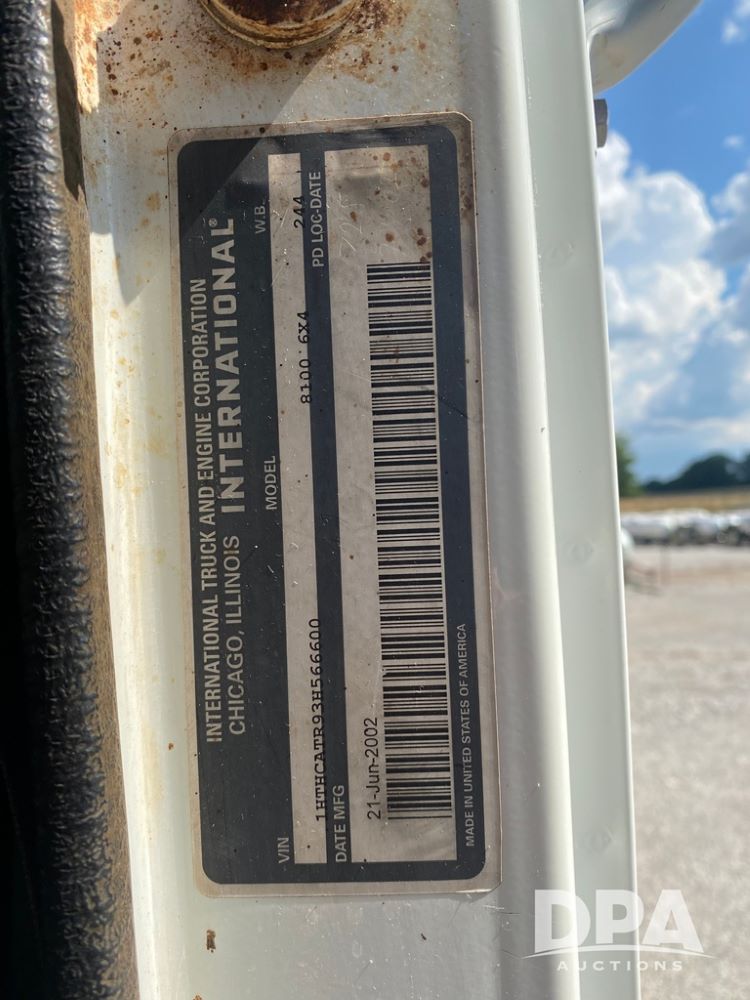 INTERNATIONAL TRUCK AND ENGINE CORPORATION
CHICAGO, ILLINOIS INTERNATIONAL®
VIN MODEL W.B.
1HTHCATR93H566600 8100 6X4 244
DATE MFG PD LOC-DATE
21-Jun-2002
MADE IN UNITED STATES OF AMERICA
DPA
AUCTIONS